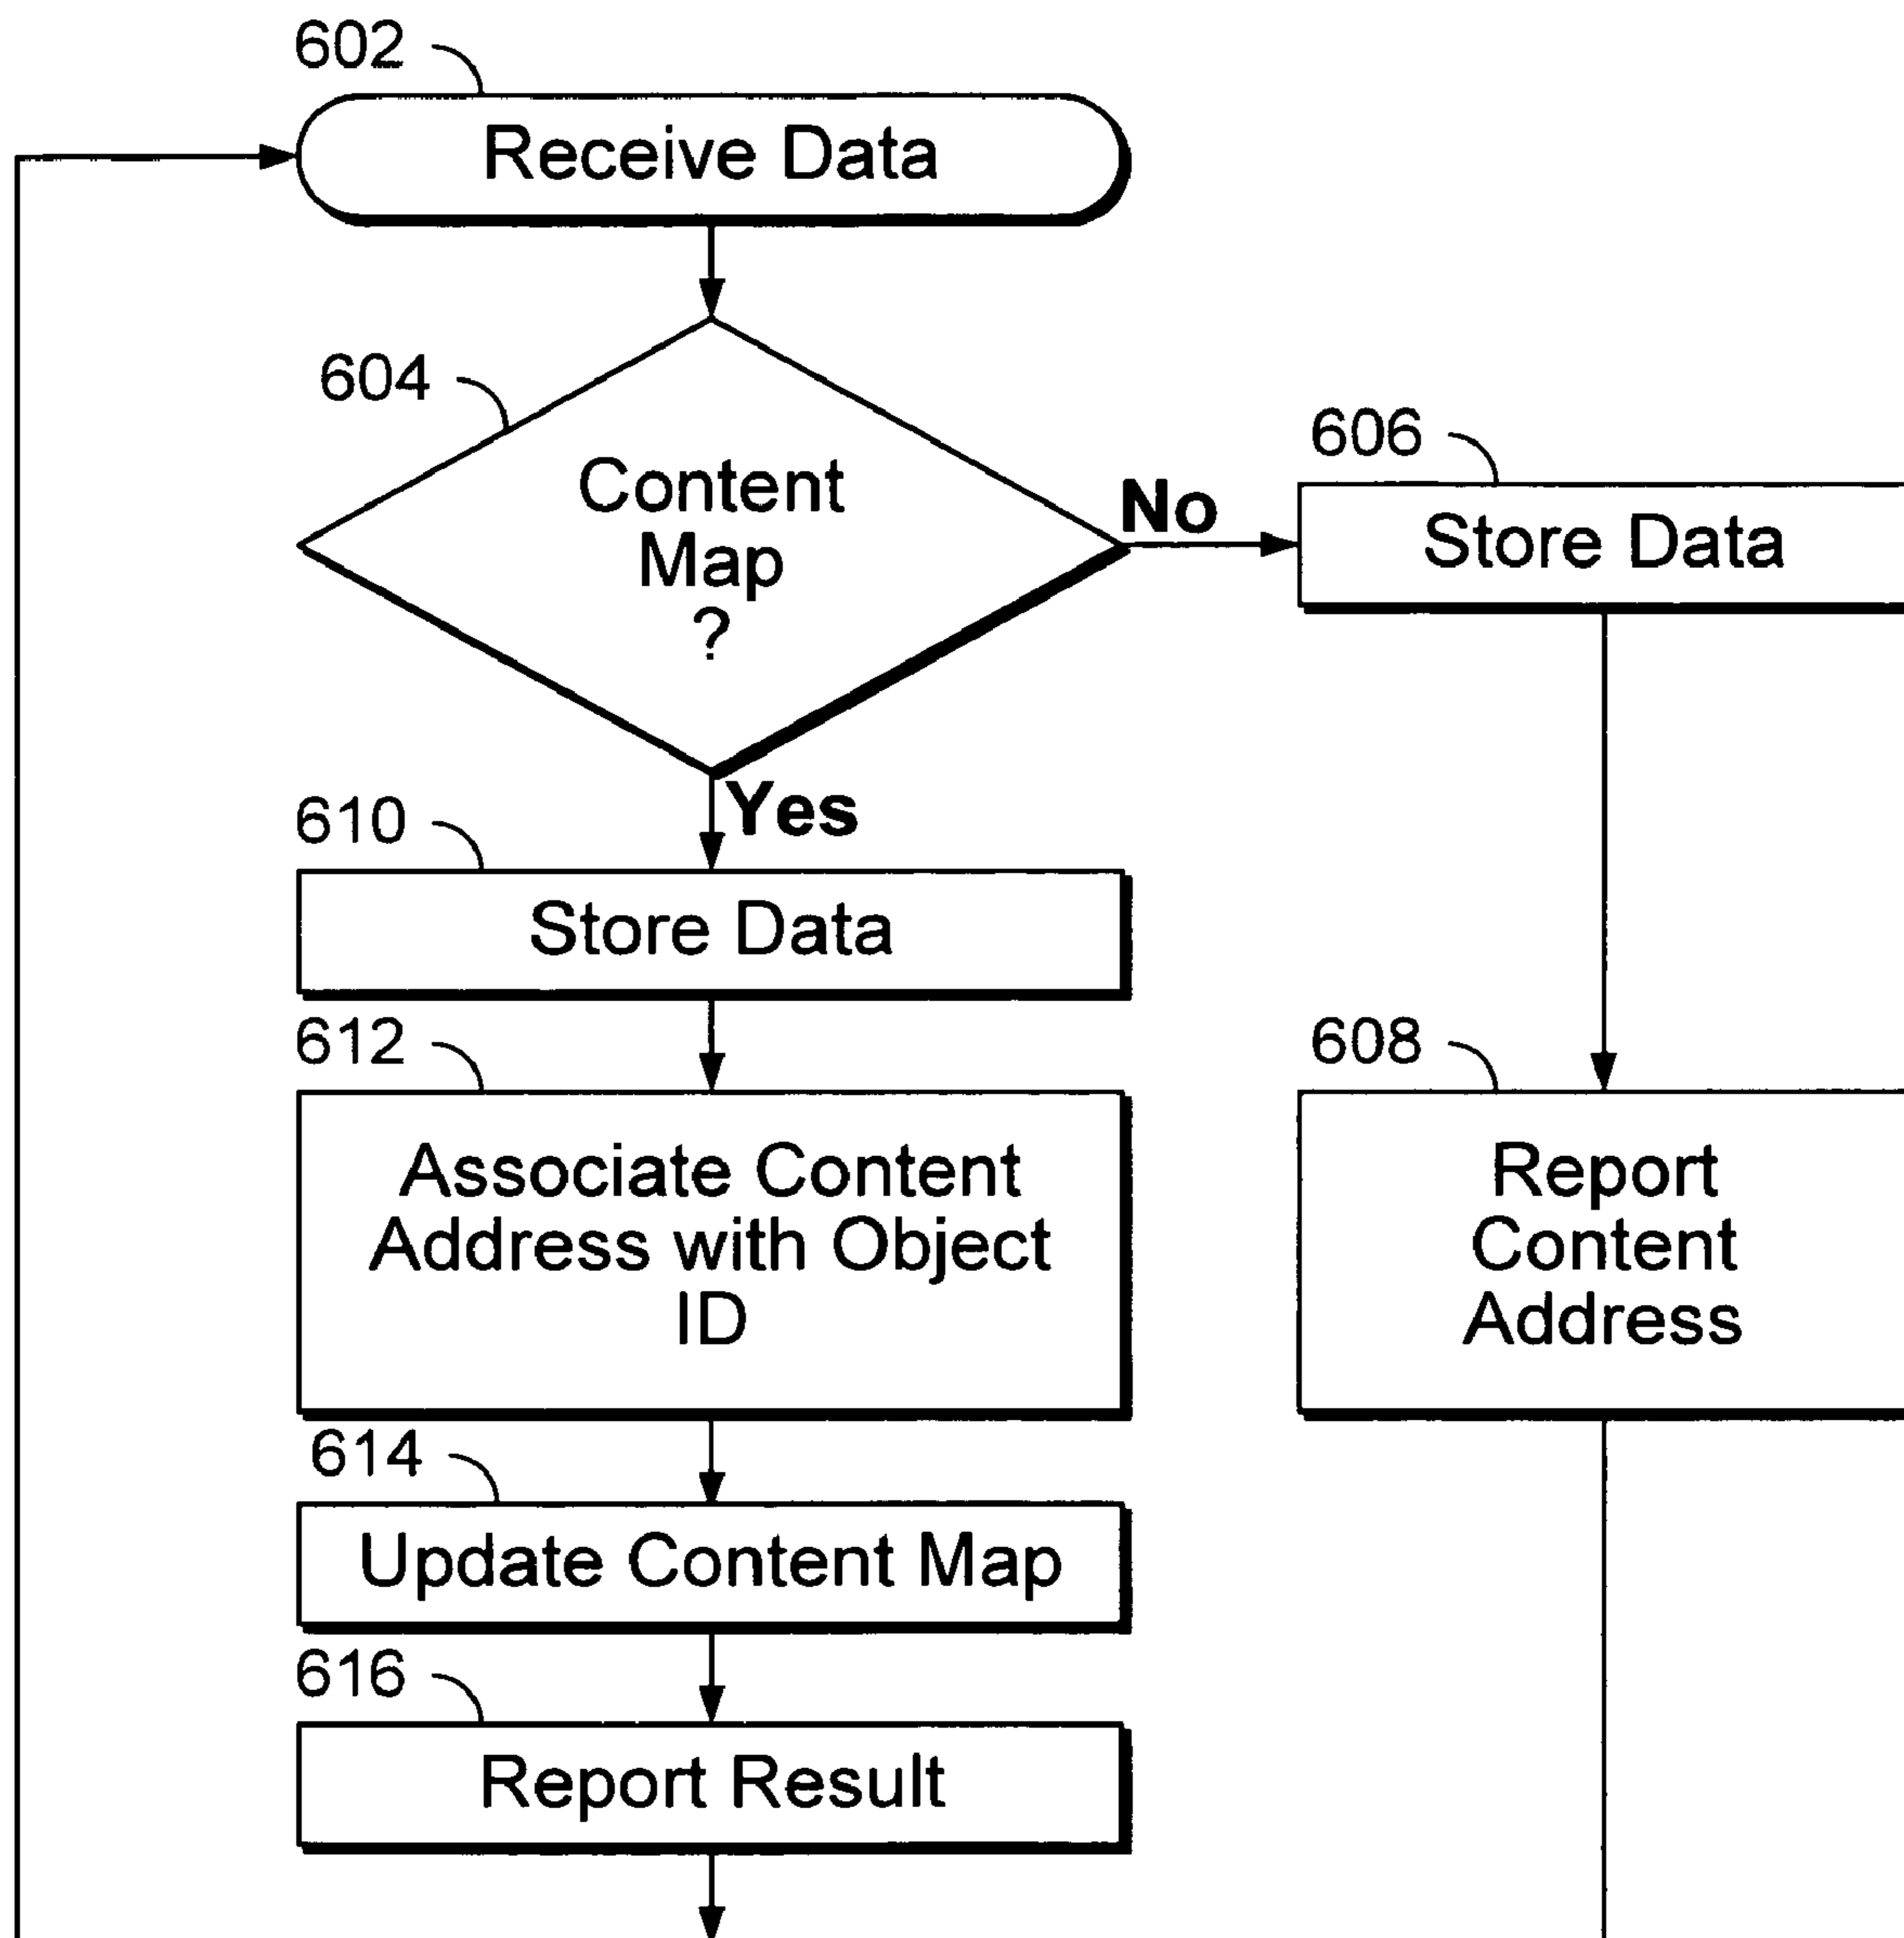 602
Receive Data
604
Content
Map
?
No
606
Store Data
Yes
610
Store Data
612
Associate Content
Address with Object
ID
608
Report
Content
Address
614
Update Content Map
616
Report Result